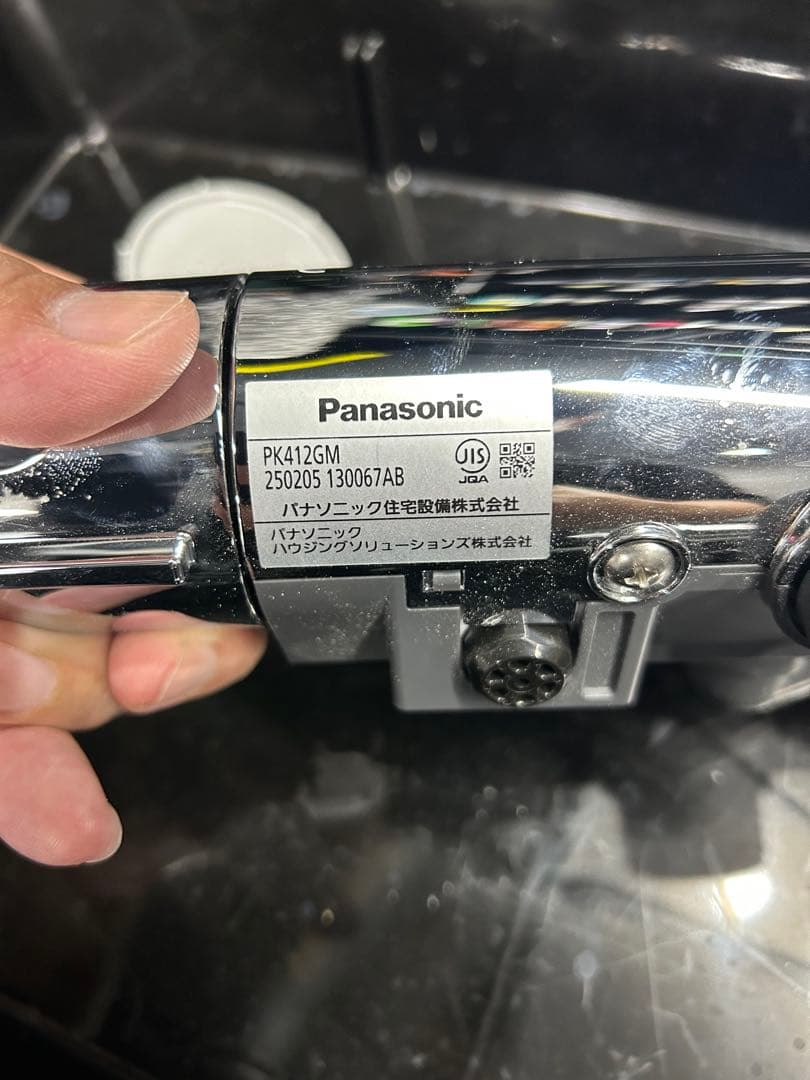 Panasonic
PK412GM
250205 130067AB
JIS
JQA
パナソニック住宅設備株式会社
パナソニック
ハウジングソリューションズ株式会社